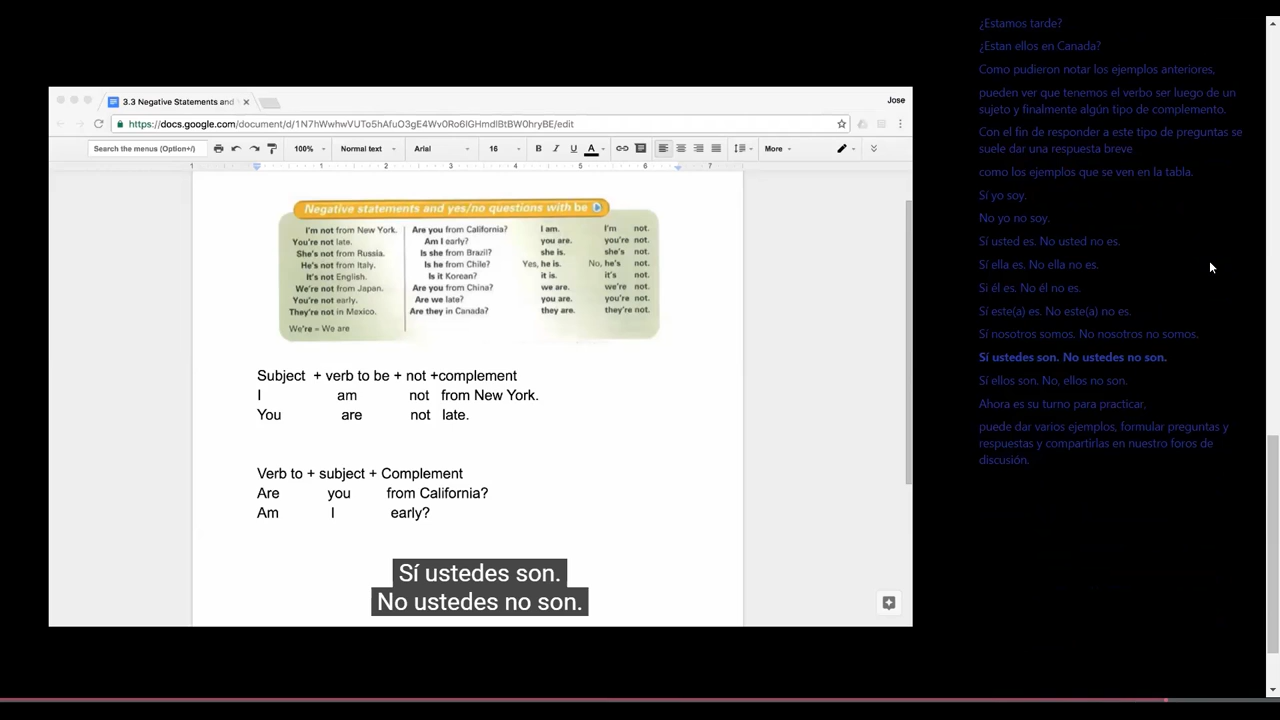 3.3 Negative Statements and
Jose
https://docs.google.com/document/d/1N7hWwhwVUTo5hAfuO3gE4Wv0Ro6lGHmdlBtBW0hryBE/edit
Search the menus (Option+/)
100%
Normal text
Arial
16
B I U A
More
1 1 2 3 4 5 6 7
Negative statements and yes/no questions with be
I'm not from New York. Are you from California? I am. I'm not.
You're not late. Am I early? you are. you're not.
She's not from Russia. Is she from Brazil? she is. she's not.
He's not from Italy. Is he from Chile? Yes, he is. No, he's not.
It's not English. Is it Korean? it is. it's not.
We're not from Japan. Are you from China? we are. we're not.
You're not early. Are we late? you are. you're not.
They're not in Mexico. Are they in Canada? they are. they're not.
We're = We are
Subject + verb to be + not +complement
I am not from New York.
You are not late.
Verb to + subject + Complement
Are you from California?
Am I early?
Sí ustedes son.
No ustedes no son.
¿Estamos tarde?
¿Estan ellos en Canada?
Como pudieron notar los ejemplos anteriores,
pueden ver que tenemos el verbo ser luego de un
sujeto y finalmente algún tipo de complemento.
Con el fin de responder a este tipo de preguntas se
suele dar una respuesta breve
como los ejemplos que se ven en la tabla.
Sí yo soy.
No yo no soy.
Sí usted es. No usted no es.
Sí ella es. No ella no es.
Si él es. No él no es.
Sí este(a) es. No este(a) no es.
Sí nosotros somos. No nosotros no somos.
Sí ustedes son. No ustedes no son.
Sí ellos son. No, ellos no son.
Ahora es su turno para practicar,
puede dar varios ejemplos, formular preguntas y
respuestas y compartirlas en nuestro foros de
discusión.